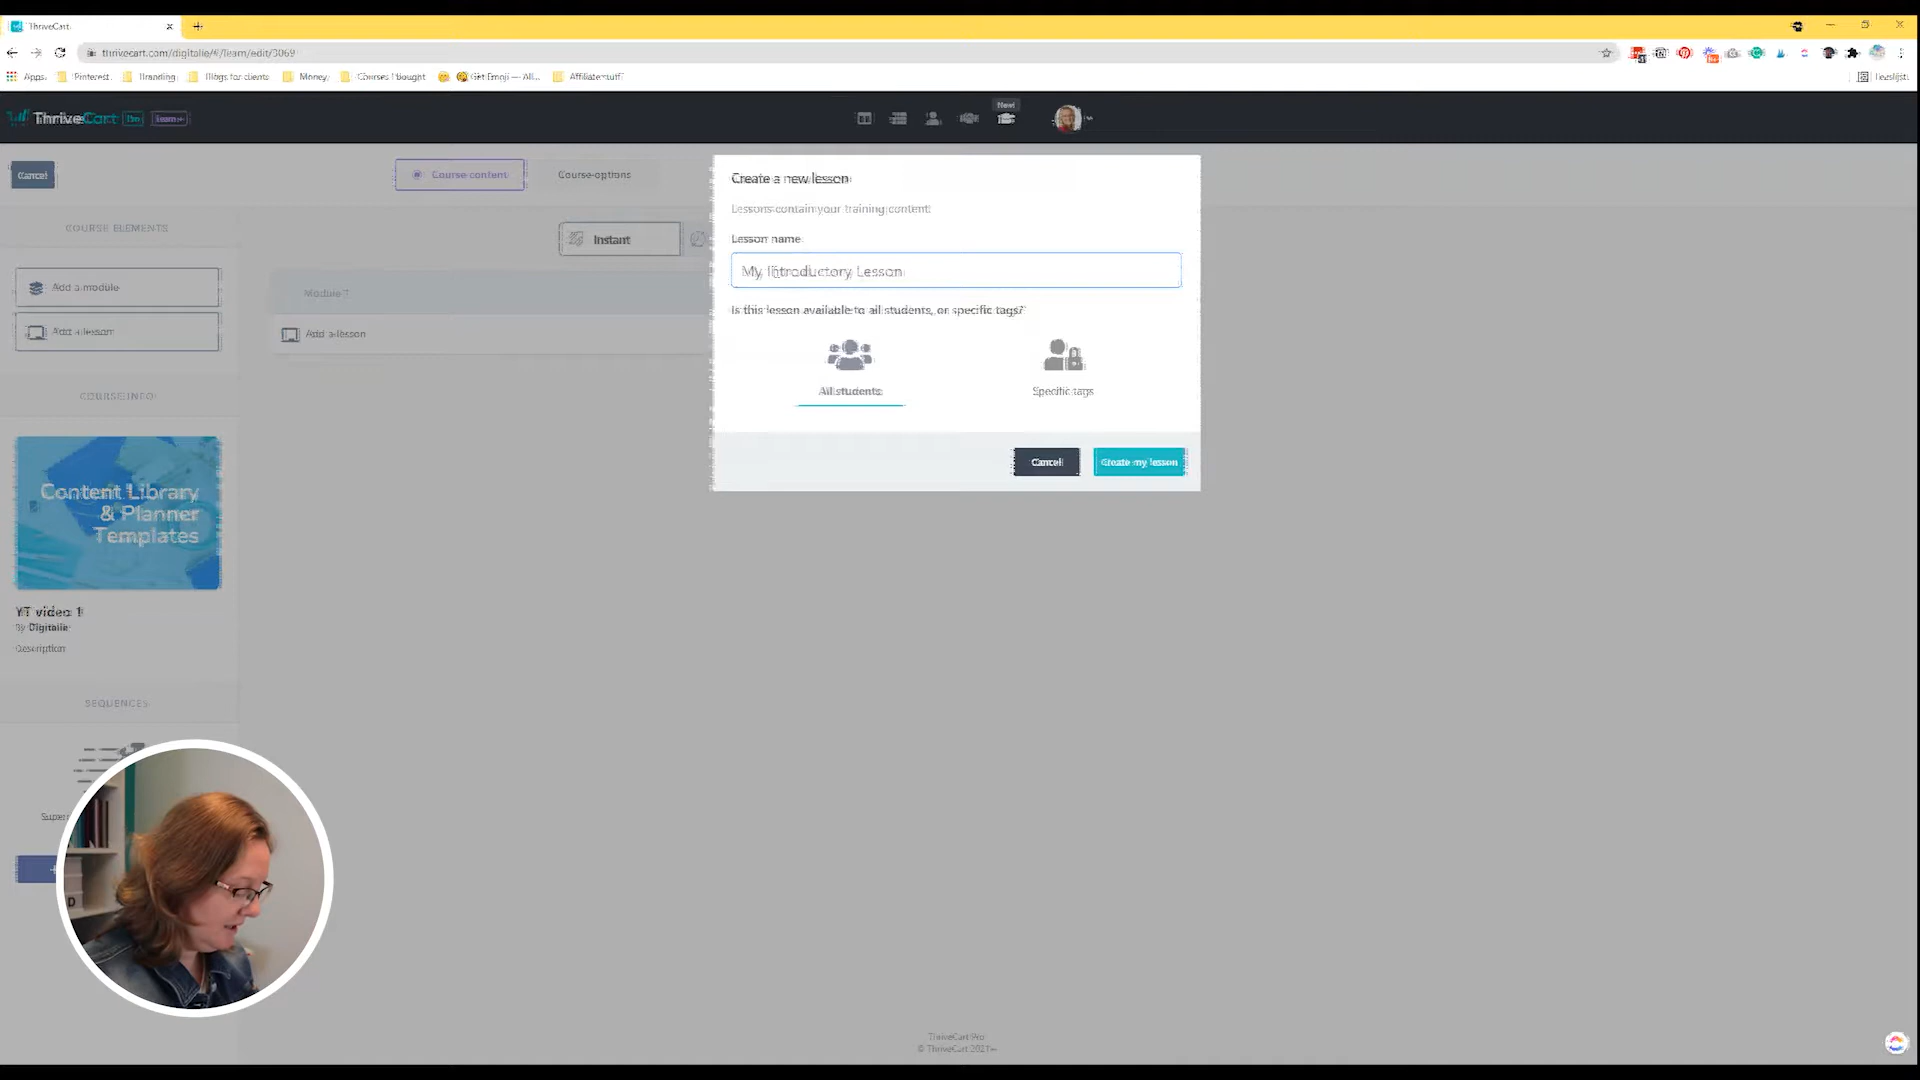 ThriveCart
thrivecart.com/digitalie/#/learn/edit/3069
Apps
Pinterest
Branding
Blogs for clients
Money
Courses I bought
Get Emoji — All...
Affiliate stuff
Leeslijst
ThriveCart Pro Learn+
New!
Cancel
Course content
Course options
COURSE ELEMENTS
Add a module
Add a lesson
Instant
Module 1
Add a lesson
COURSE INFO
Content Library
& Planner
Templates
YT video 1
By Digitalie
Description
SEQUENCES
Create a new lesson
Lessons contain your training content.
Lesson name
My Introductory Lesson
Is this lesson available to all students, or specific tags?
All students
Specific tags
Cancel
Create my lesson
ThriveCart Pro
© ThriveCart 2021